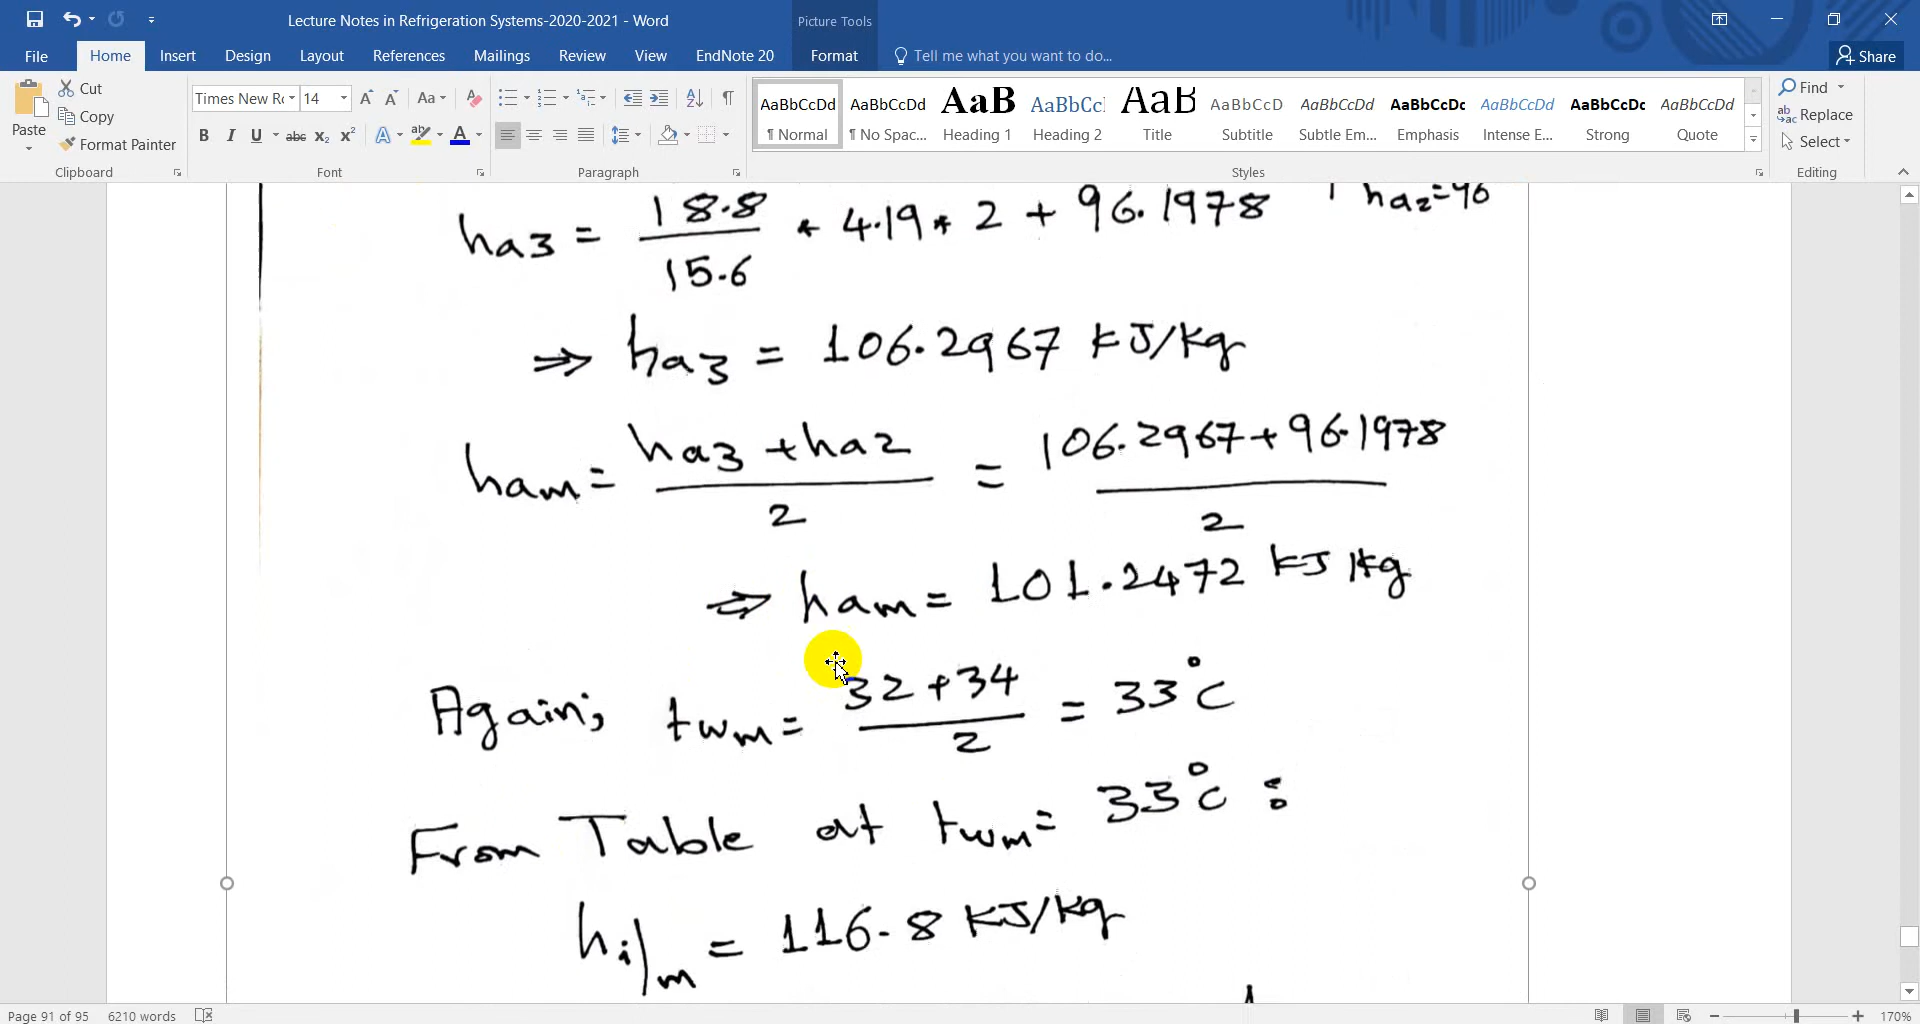 Lecture Notes in Refrigeration Systems-2020-2021 - Word
Picture Tools
File Home Insert Design Layout References Mailings Review View EndNote 20 Format Tell me what you want to do... Share
Paste
Cut
Copy
Format Painter
Clipboard
Times New Ro 14
Font
Paragraph
AaBbCcDd ¶ Normal
AaBbCcDd ¶ No Spac...
AaB Heading 1
AaBbCc Heading 2
AaB Title
AaBbCcD Subtitle
AaBbCcDd Subtle Em...
AaBbCcDc Emphasis
AaBbCcDd Intense E...
AaBbCcDc Strong
AaBbCcDd Quote
Styles
Find
Replace
Select
Editing
ha3 = 18.8 / 15.6 * 4.19 * 2 + 96.1978
⇒ ha3 = 106.2967 KJ/Kg
ham = ha3 + ha2 / 2 = 106.2967 + 96.1978 / 2
⇒ ham = 101.2472 KJ/Kg
Again; twm = 32 + 34 / 2 = 33°C
From Table at twm = 33°C :
hi/m = 116.8 KJ/Kg
Page 91 of 95 6210 words 170%